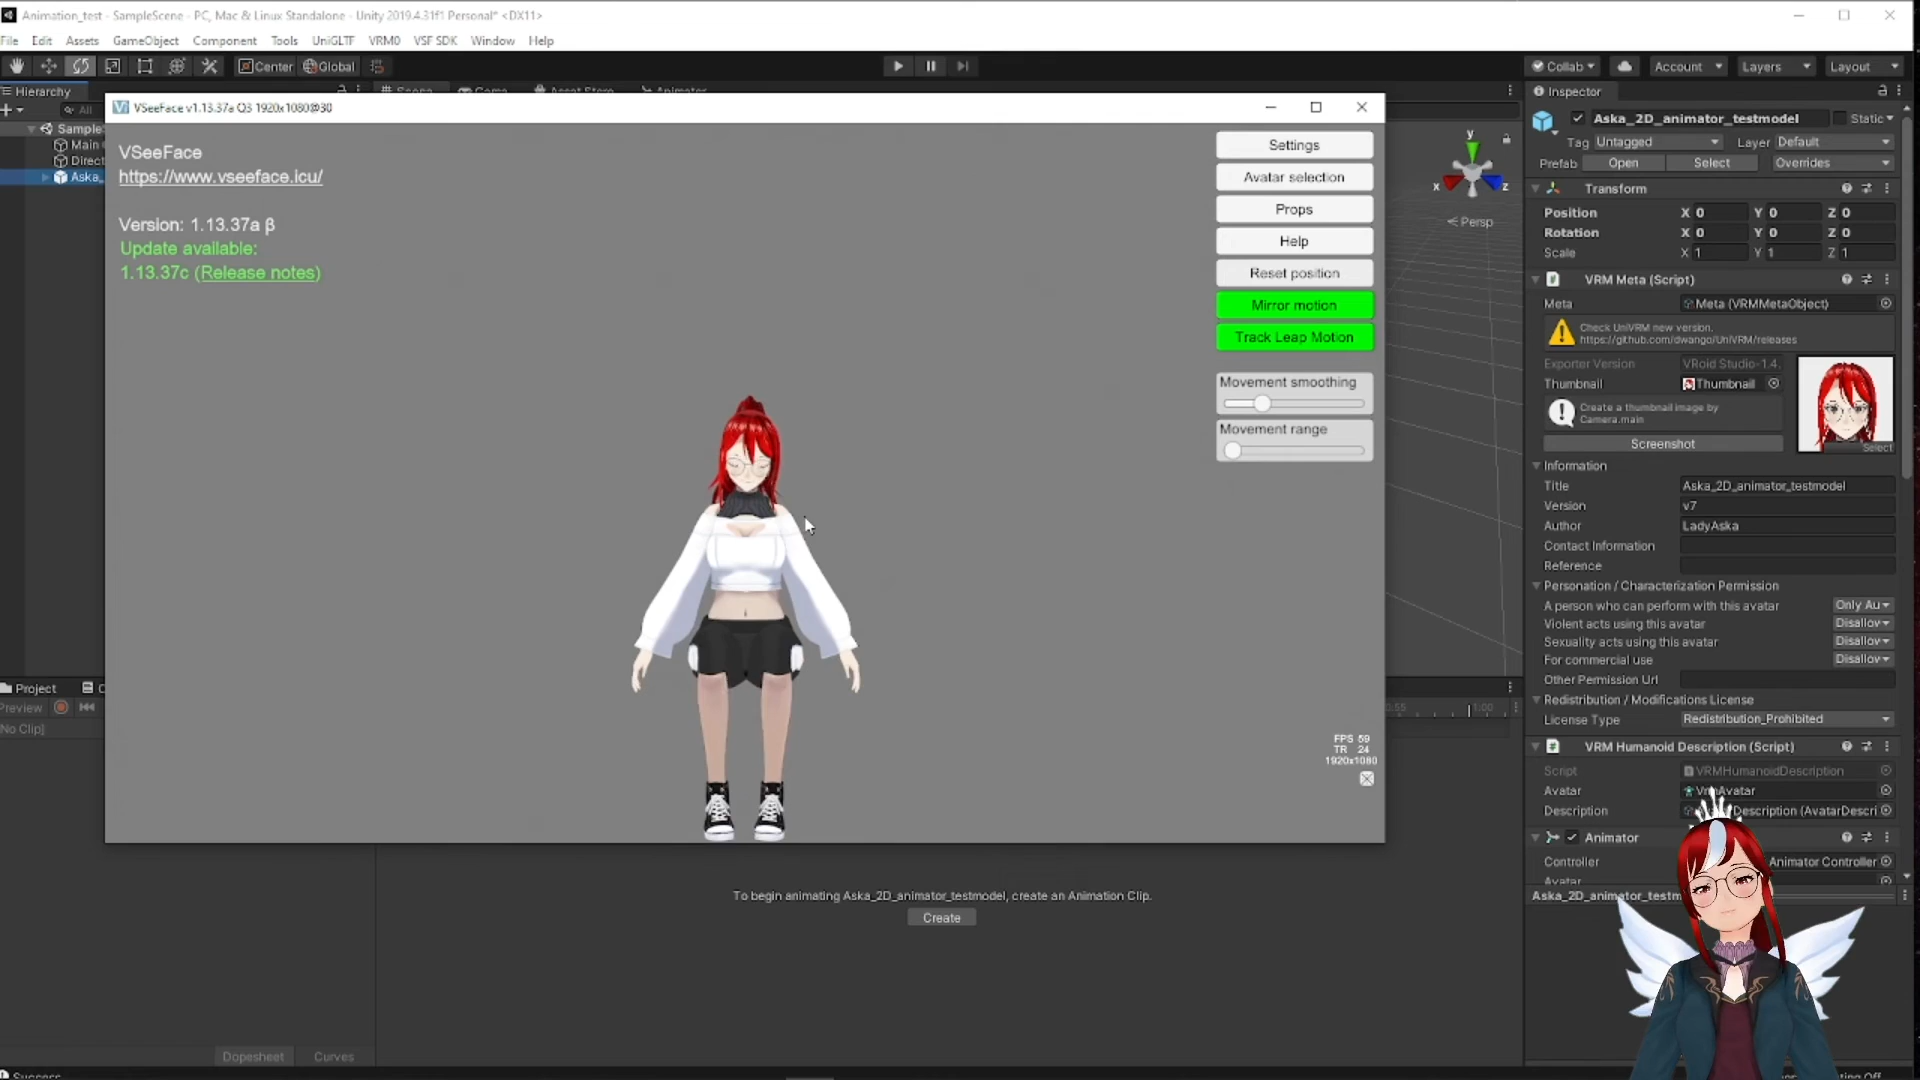 Animation_test - SampleScene - PC, Mac & Linux Standalone - Unity 2019.4.31f1 Personal* <DX11>
File Edit Assets GameObject Component Tools UniGLTF VRM0 VSF SDK Window Help
Center Global Collab Account Layers Layout
Hierarchy
All
Sample
Main
Direct
Aska_
VSeeFace v1.13.37a Q3 1920x1080@30
VSeeFace
https://www.vseeface.icu/
Version: 1.13.37a β
Update available:
1.13.37c (Release notes)
Settings
Avatar selection
Props
Help
Reset position
Mirror motion
Track Leap Motion
Movement smoothing
Movement range
FPS 59
TR 24
1920x1080
y
x z
Persp
Inspector
Aska_2D_animator_testmodel Static
Tag Untagged Layer Default
Prefab Open Select Overrides
Transform
Position X 0 Y 0 Z 0
Rotation X 0 Y 0 Z 0
Scale X 1 Y 1 Z 1
VRM Meta (Script)
Meta Meta (VRMMetaObject)
Check UniVRM new version.
https://github.com/dwango/UniVRM/releases
Exporter Version VRoid Studio-1.4.
Thumbnail Thumbnail
Create a thumbnail image by
Camera.main
Screenshot
Select
Information
Title Aska_2D_animator_testmodel
Version v7
Author LadyAska
Contact Information
Reference
Personation / Characterization Permission
A person who can perform with this avatar Only Au
Violent acts using this avatar Disallov
Sexuality acts using this avatar Disallov
For commercial use Disallov
Other Permission Url
Redistribution / Modifications License
License Type Redistribution_Prohibited
VRM Humanoid Description (Script)
Script VRMHumanoidDescription
Avatar
Description Description (AvatarDescri
Animator
Controller Animator Controller
Avatar
Aska_2D_animator_testm
Project
Preview
No Clip]
0:55 1:00
To begin animating Aska_2D_animator_testmodel, create an Animation Clip.
Create
Dopesheet Curves
Success